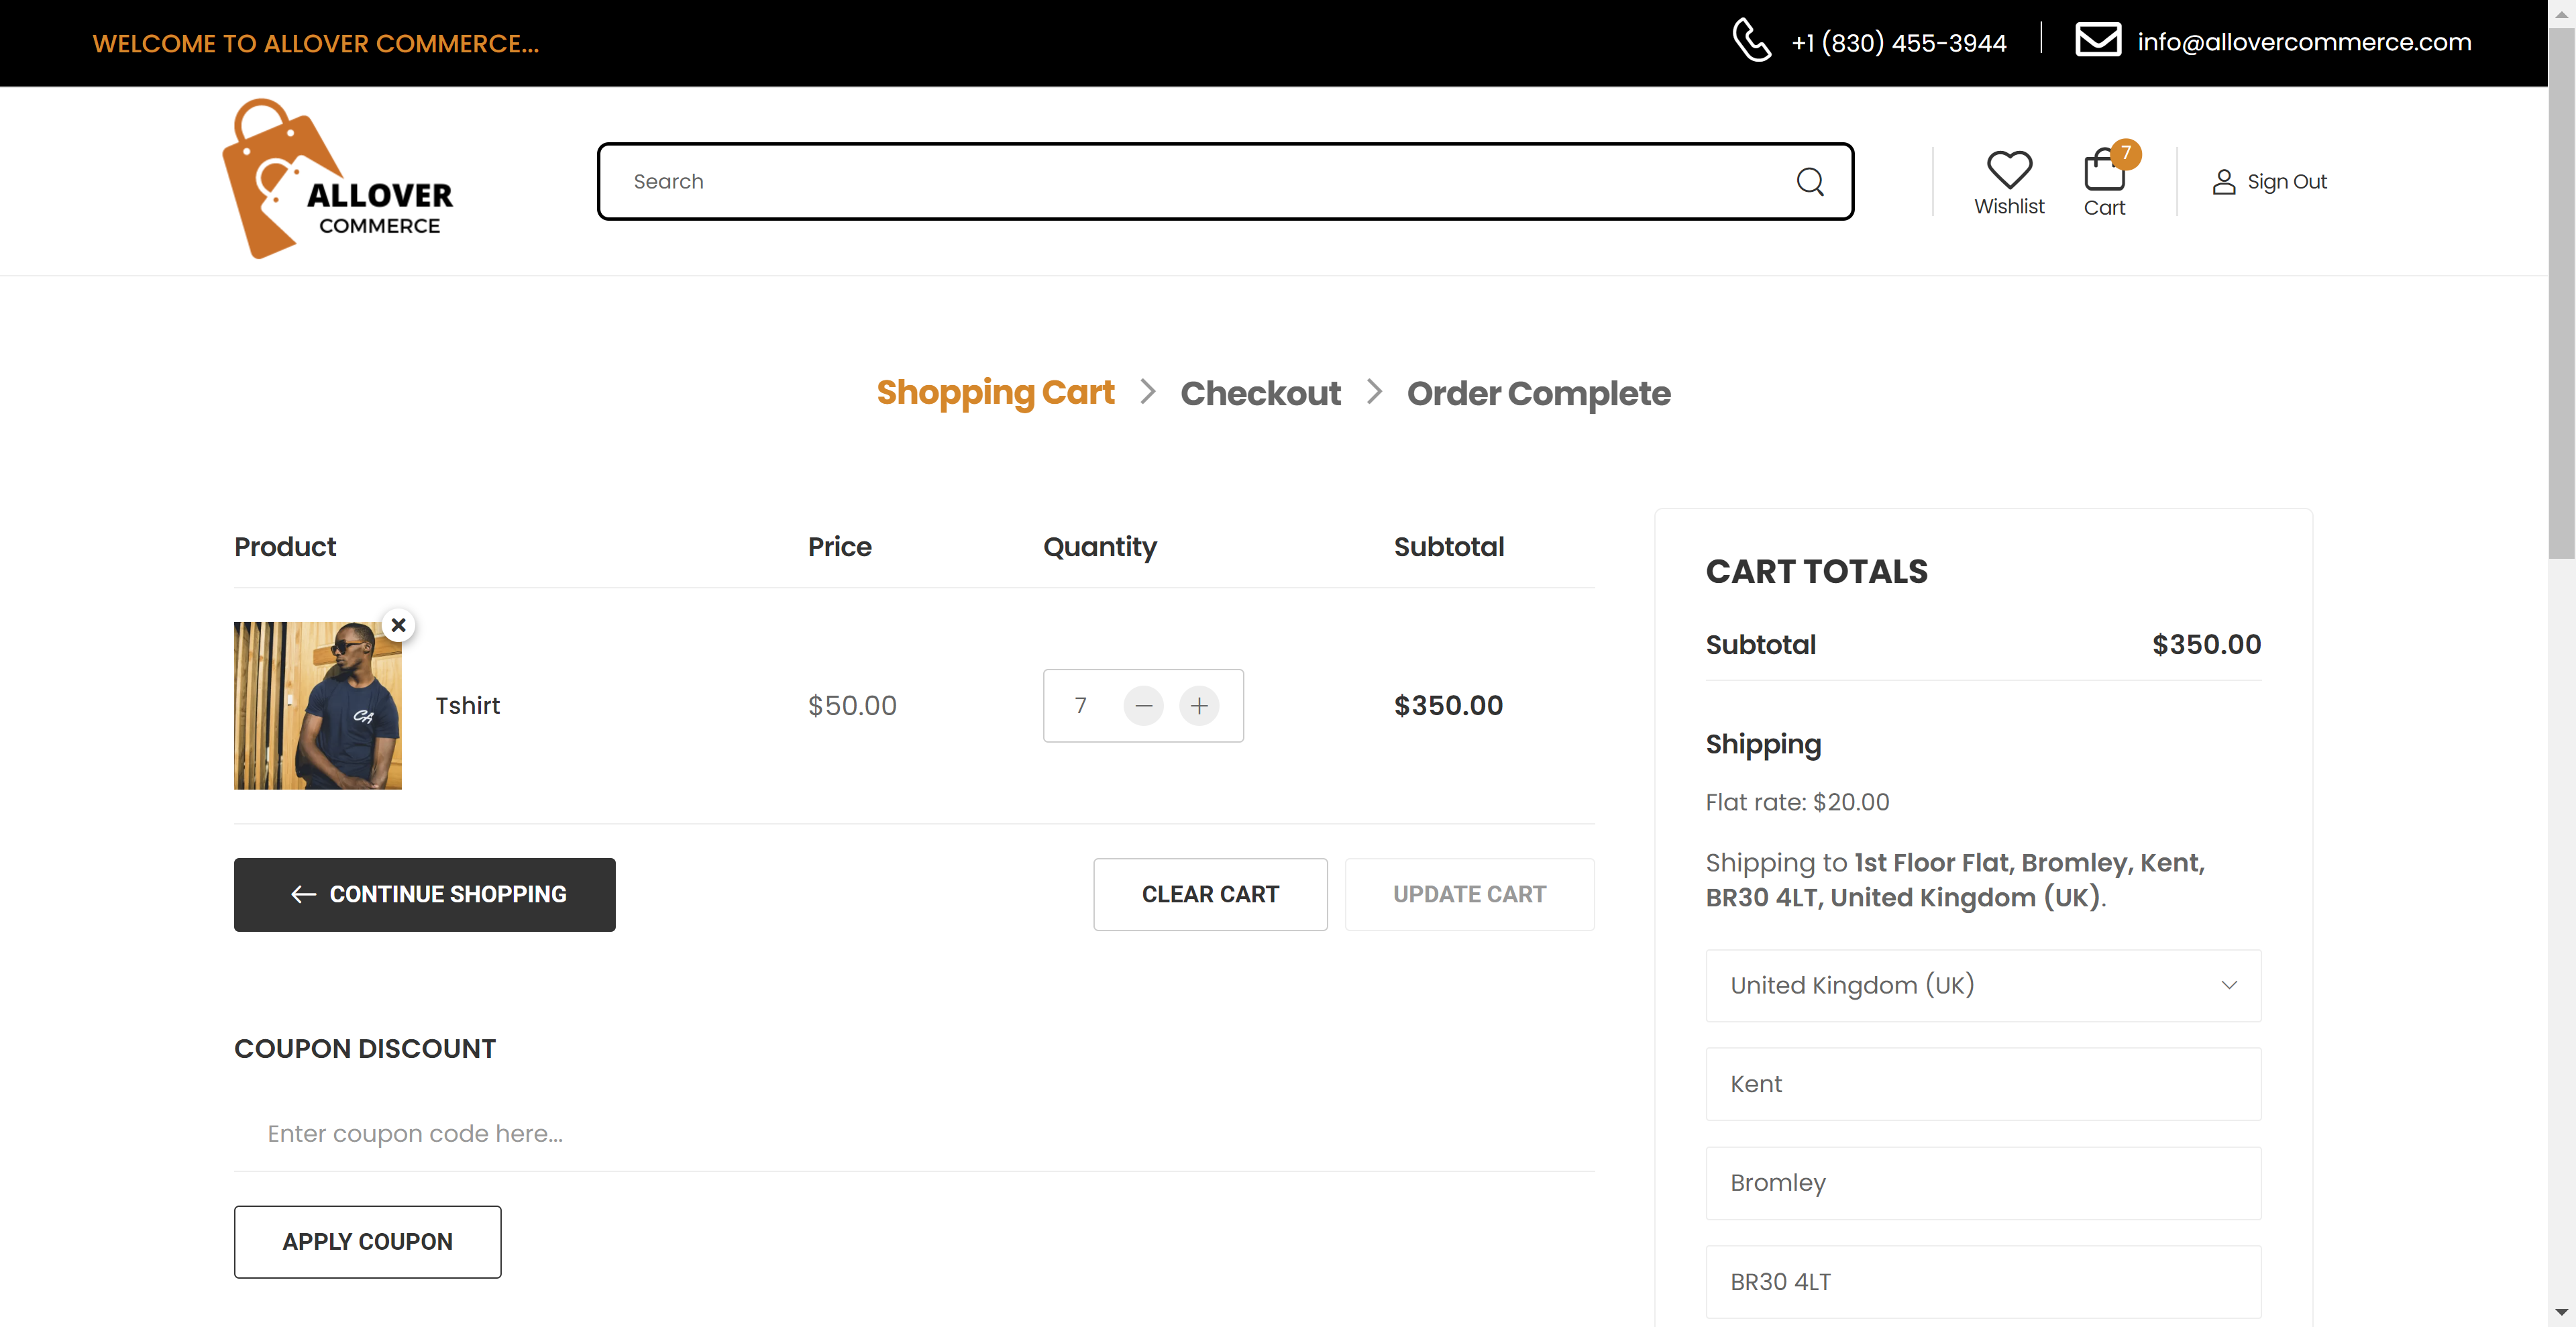 WELCOME TO ALLOVER COMMERCE...
+1 (830) 455-3944
info@allovercommerce.com
ALLOVER
COMMERCE
Search
Wishlist
7
Cart
Sign Out
Shopping Cart
Checkout
Order Complete
Product Price Quantity Subtotal
Tshirt $50.00 7 $350.00
CA
CONTINUE SHOPPING
CLEAR CART
UPDATE CART
COUPON DISCOUNT
Enter coupon code here...
APPLY COUPON
CART TOTALS
Subtotal $350.00
Shipping
Flat rate: $20.00
Shipping to 1st Floor Flat, Bromley, Kent,
BR30 4LT, United Kingdom (UK).
United Kingdom (UK)
Kent
Bromley
BR30 4LT